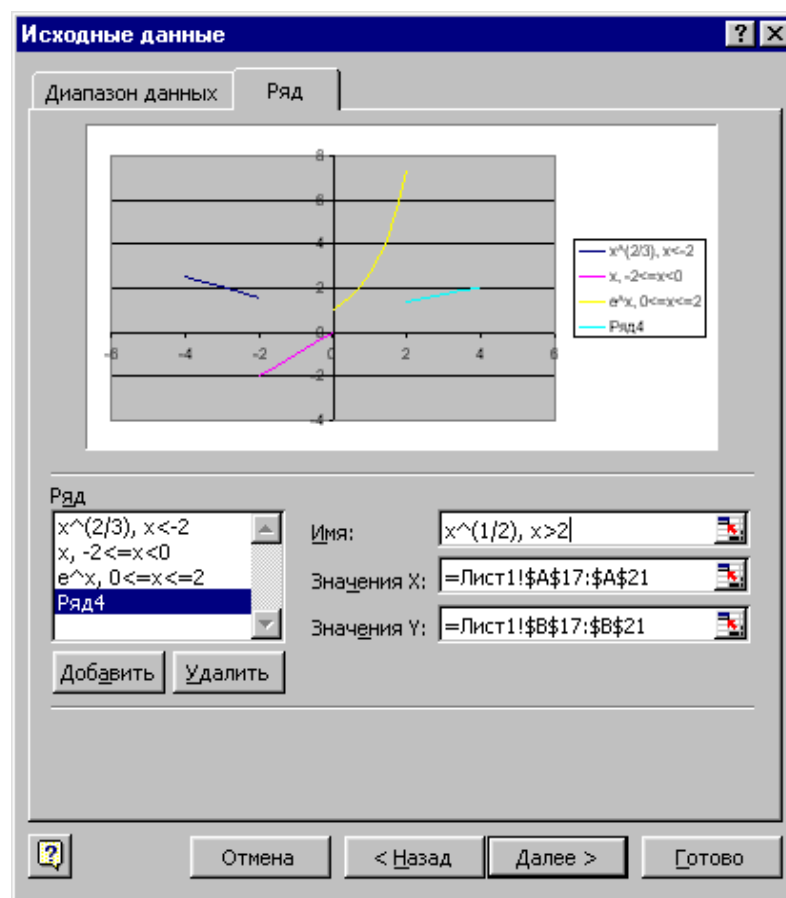 Исходные данные
Диапазон данных
Ряд
8
6
4
2
0
-2
-4
-6 -4 -2 0 2 4 6
x^(2/3), x<-2
x, -2<=x<0
e^x, 0<=x<=2
Ряд4
Ряд
x^(2/3), x<-2
x, -2<=x<0
e^x, 0<=x<=2
Ряд4
Имя: x^(1/2), x>2
Значения X: =Лист1!$A$17:$A$21
Значения Y: =Лист1!$B$17:$B$21
Добавить Удалить
Отмена < Назад Далее > Готово